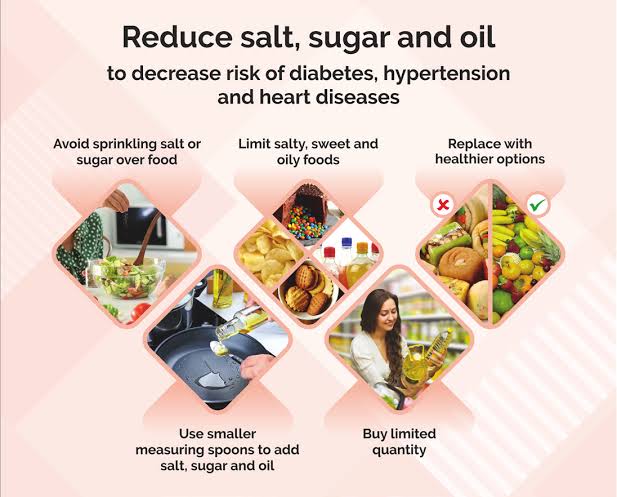 Reduce salt, sugar and oil
to decrease risk of diabetes, hypertension
and heart diseases
Avoid sprinkling salt or
sugar over food
Limit salty, sweet and
oily foods
Replace with
healthier options
Use smaller
measuring spoons to add
salt, sugar and oil
Buy limited
quantity